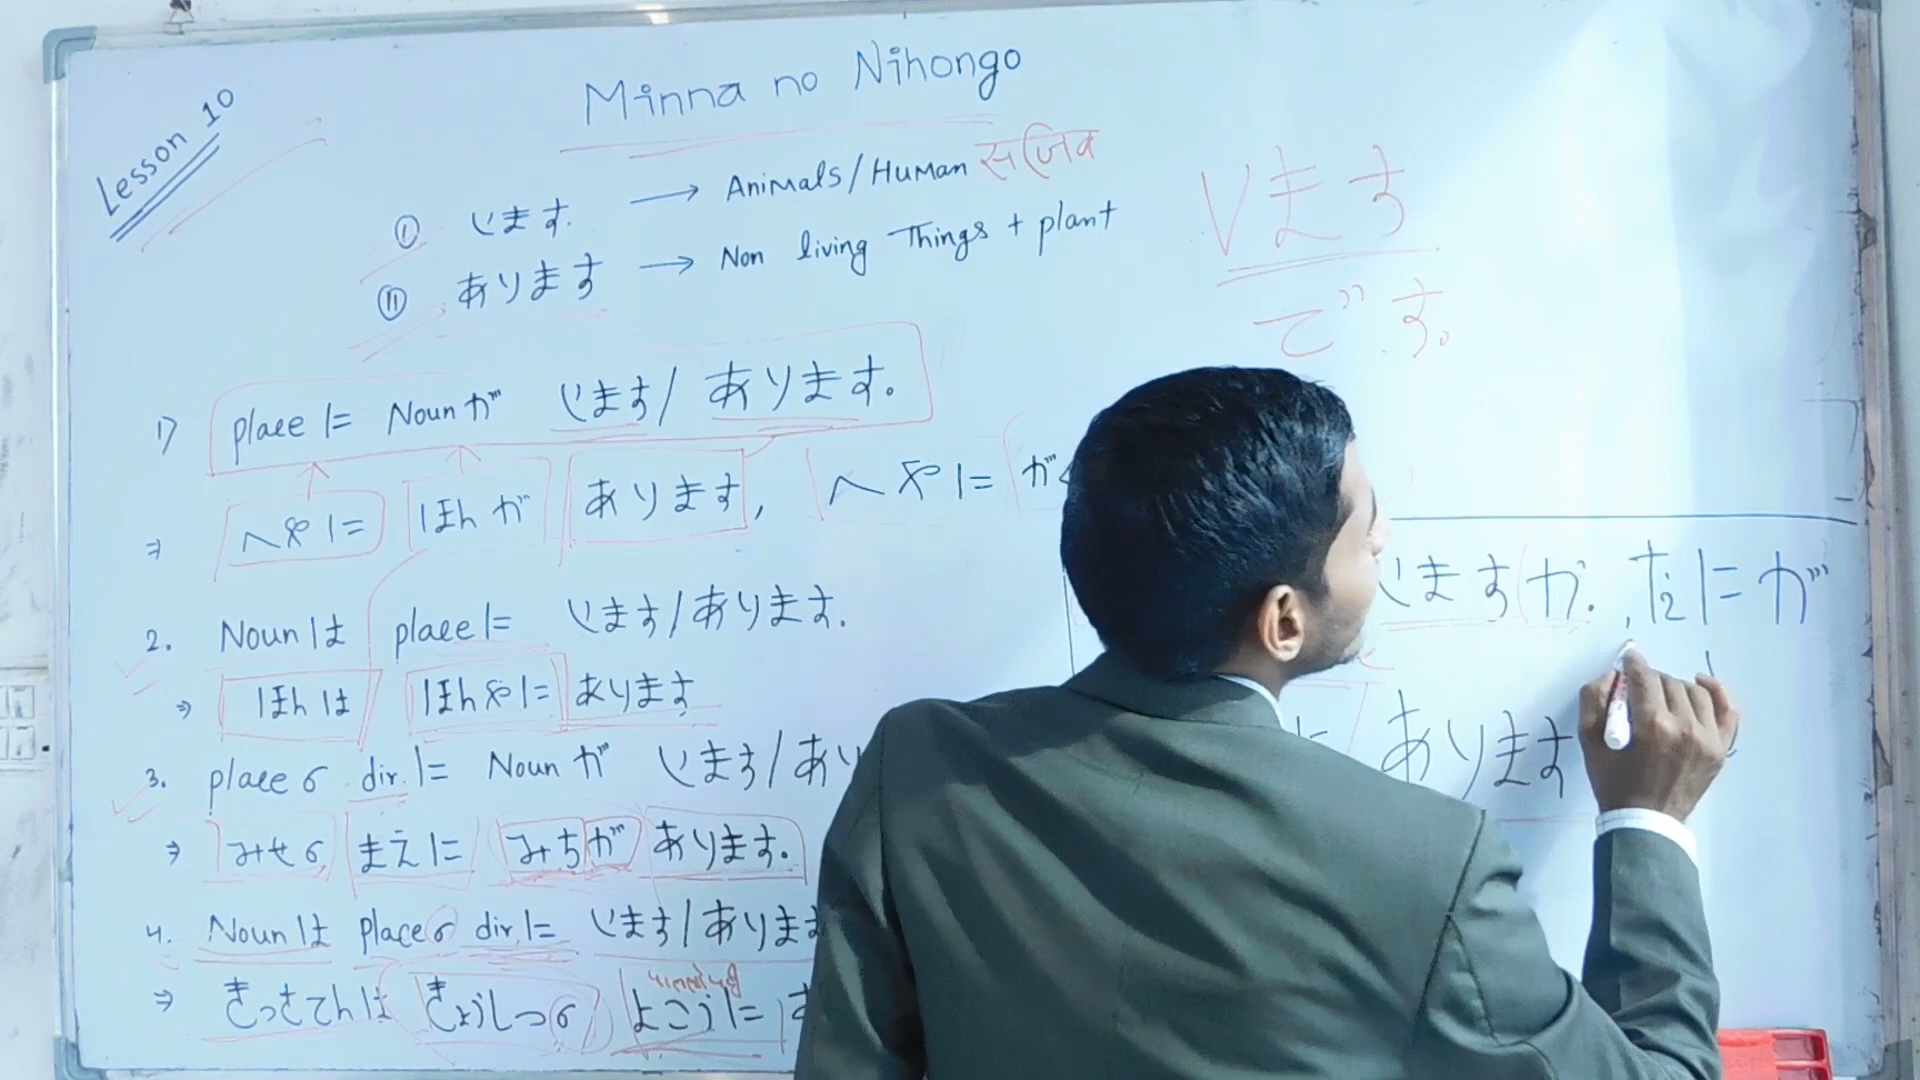 Lesson 10
Minna no Nihongo
① います. → Animals/Human सजिव
② あります → Non living Things + plant
Vます
です。
1) place に Noun が います/ あります。
⇒ へやに ほんが あります, へやに が
2. Noun は place に います/あります.
⇒ ほんは ほんやに あります
3. place の dir. に Noun が います/あり
⇒ みせの まえに みちが あります.
4. Noun は place の dir. に います/ありま
⇒ きっさてんは きょうしつの よこうに あ
いますか. , なにが
あります